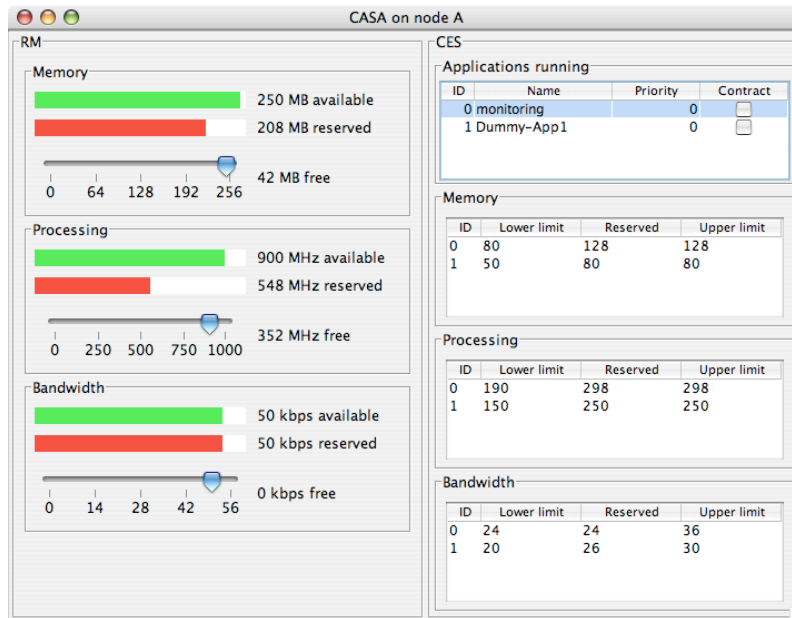 CASA on node A
RM
Memory
250 MB available
208 MB reserved
42 MB free
0 64 128 192 256
Processing
900 MHz available
548 MHz reserved
352 MHz free
0 250 500 750 1000
Bandwidth
50 kbps available
50 kbps reserved
0 kbps free
0 14 28 42 56
CES
Applications running
ID Name Priority Contract
0 monitoring 0
1 Dummy-App1 0
Memory
ID Lower limit Reserved Upper limit
0 80 128 128
1 50 80 80
Processing
ID Lower limit Reserved Upper limit
0 190 298 298
1 150 250 250
Bandwidth
ID Lower limit Reserved Upper limit
0 24 24 36
1 20 26 30